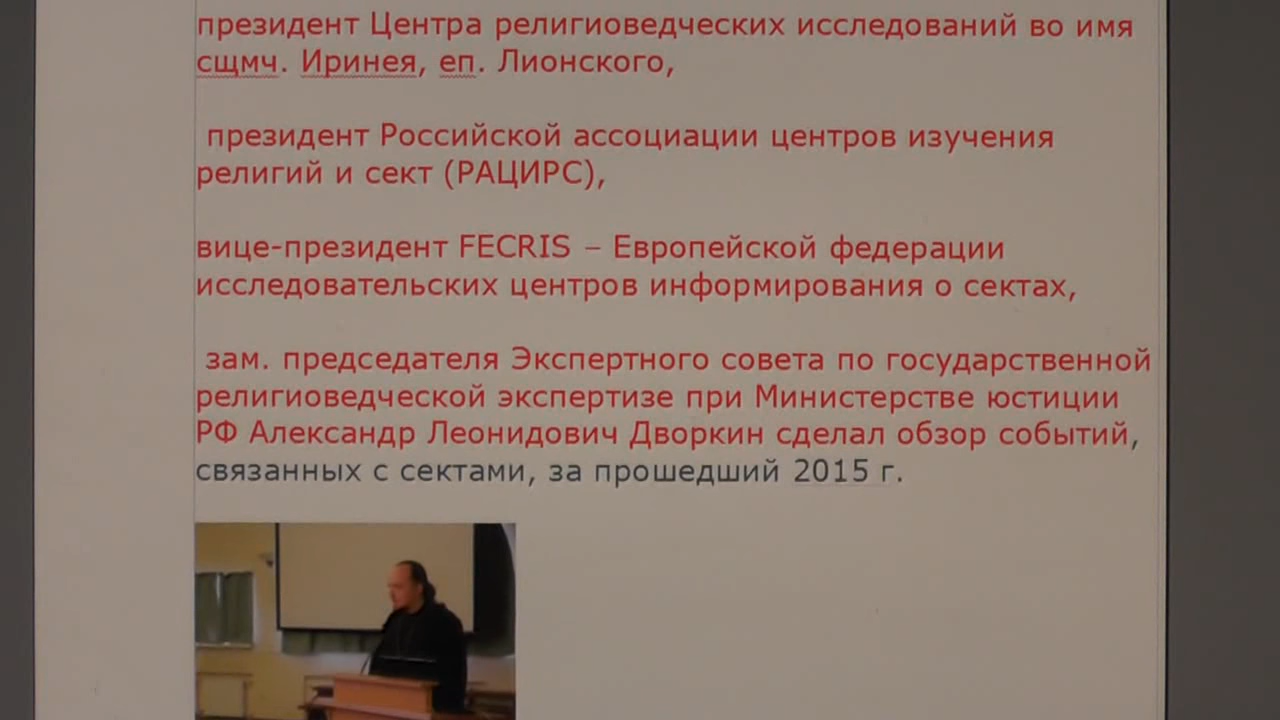 президент Центра религиоведческих исследований во имя
сщмч. Иринея, еп. Лионского,
президент Российской ассоциации центров изучения
религий и сект (РАЦИРС),
вице-президент FECRIS – Европейской федерации
исследовательских центров информирования о сектах,
зам. председателя Экспертного совета по государственной
религиоведческой экспертизе при Министерстве юстиции
РФ Александр Леонидович Дворкин сделал обзор событий,
связанных с сектами, за прошедший 2015 г.